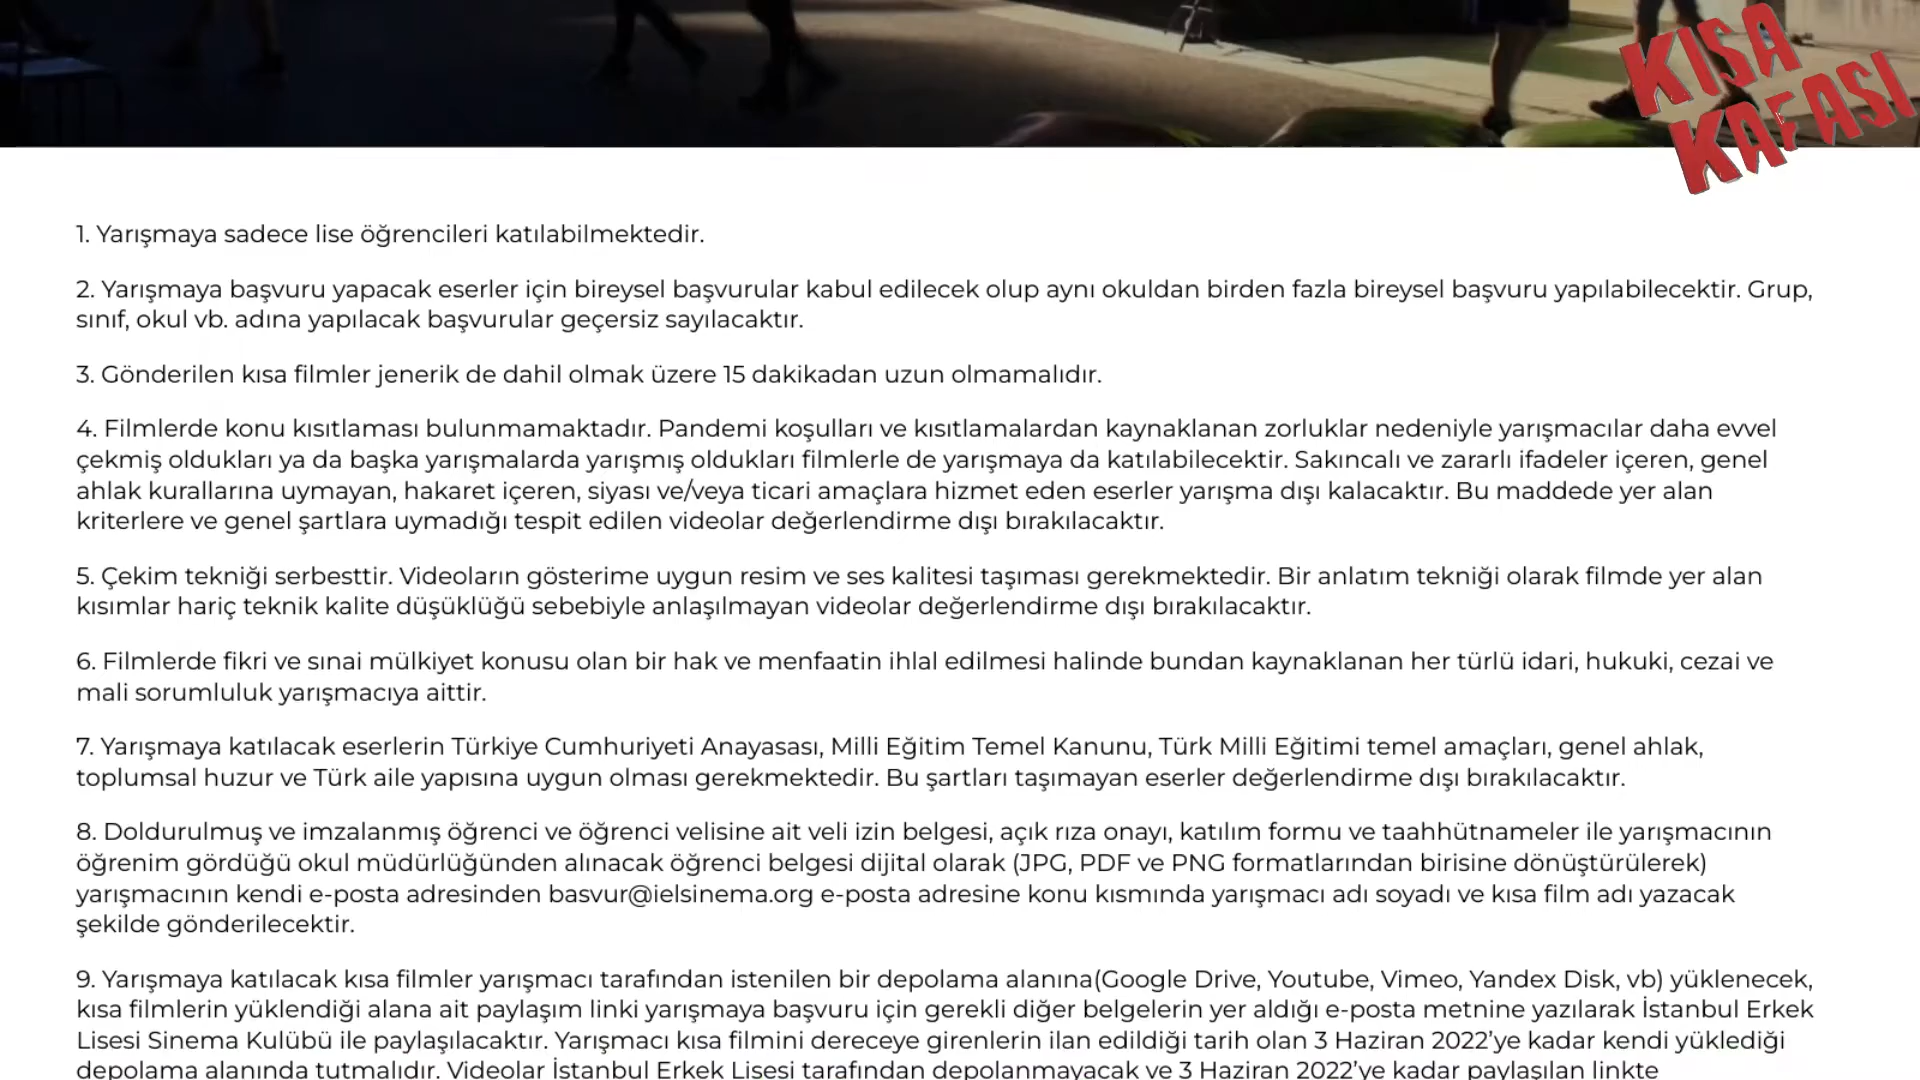 KISA
KAFASI
1. Yarışmaya sadece lise öğrencileri katılabilmektedir.
2. Yarışmaya başvuru yapacak eserler için bireysel başvurular kabul edilecek olup aynı okuldan birden fazla bireysel başvuru yapılabilecektir. Grup,
sınıf, okul vb. adına yapılacak başvurular geçersiz sayılacaktır.
3. Gönderilen kısa filmler jenerik de dahil olmak üzere 15 dakikadan uzun olmamalıdır.
4. Filmlerde konu kısıtlaması bulunmamaktadır. Pandemi koşulları ve kısıtlamalardan kaynaklanan zorluklar nedeniyle yarışmacılar daha evvel
çekmiş oldukları ya da başka yarışmalarda yarışmış oldukları filmlerle de yarışmaya da katılabilecektir. Sakıncalı ve zararlı ifadeler içeren, genel
ahlak kurallarına uymayan, hakaret içeren, siyası ve/veya ticari amaçlara hizmet eden eserler yarışma dışı kalacaktır. Bu maddede yer alan
kriterlere ve genel şartlara uymadığı tespit edilen videolar değerlendirme dışı bırakılacaktır.
5. Çekim tekniği serbesttir. Videoların gösterime uygun resim ve ses kalitesi taşıması gerekmektedir. Bir anlatım tekniği olarak filmde yer alan
kısımlar hariç teknik kalite düşüklüğü sebebiyle anlaşılmayan videolar değerlendirme dışı bırakılacaktır.
6. Filmlerde fikri ve sınai mülkiyet konusu olan bir hak ve menfaatin ihlal edilmesi halinde bundan kaynaklanan her türlü idari, hukuki, cezai ve
mali sorumluluk yarışmacıya aittir.
7. Yarışmaya katılacak eserlerin Türkiye Cumhuriyeti Anayasası, Milli Eğitim Temel Kanunu, Türk Milli Eğitimi temel amaçları, genel ahlak,
toplumsal huzur ve Türk aile yapısına uygun olması gerekmektedir. Bu şartları taşımayan eserler değerlendirme dışı bırakılacaktır.
8. Doldurulmuş ve imzalanmış öğrenci ve öğrenci velisine ait veli izin belgesi, açık rıza onayı, katılım formu ve taahhütnameler ile yarışmacının
öğrenim gördüğü okul müdürlüğünden alınacak öğrenci belgesi dijital olarak (JPG, PDF ve PNG formatlarından birisine dönüştürülerek)
yarışmacının kendi e-posta adresinden basvur@ielsinema.org e-posta adresine konu kısmında yarışmacı adı soyadı ve kısa film adı yazacak
şekilde gönderilecektir.
9. Yarışmaya katılacak kısa filmler yarışmacı tarafından istenilen bir depolama alanına(Google Drive, Youtube, Vimeo, Yandex Disk, vb) yüklenecek,
kısa filmlerin yüklendiği alana ait paylaşım linki yarışmaya başvuru için gerekli diğer belgelerin yer aldığı e-posta metnine yazılarak İstanbul Erkek
Lisesi Sinema Kulübü ile paylaşılacaktır. Yarışmacı kısa filmini dereceye girenlerin ilan edildiği tarih olan 3 Haziran 2022’ye kadar kendi yüklediği
depolama alanında tutmalıdır. Videolar İstanbul Erkek Lisesi tarafından depolanmayacak ve 3 Haziran 2022’ye kadar paylaşılan linkte